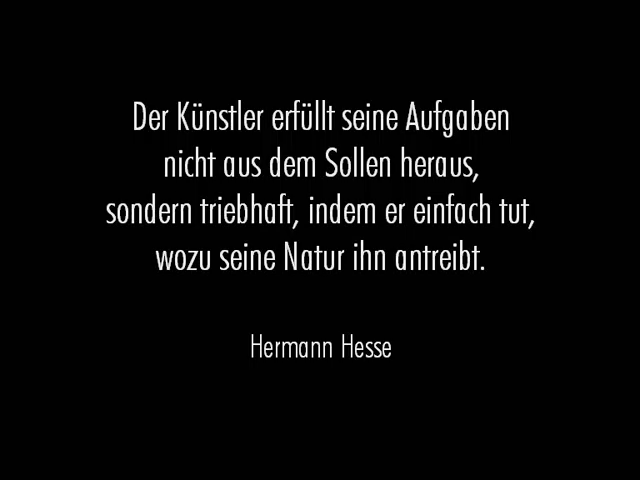 Der Künstler erfüllt seine Aufgaben
nicht aus dem Sollen heraus,
sondern triebhaft, indem er einfach tut,
wozu seine Natur ihn antreibt.
Hermann Hesse